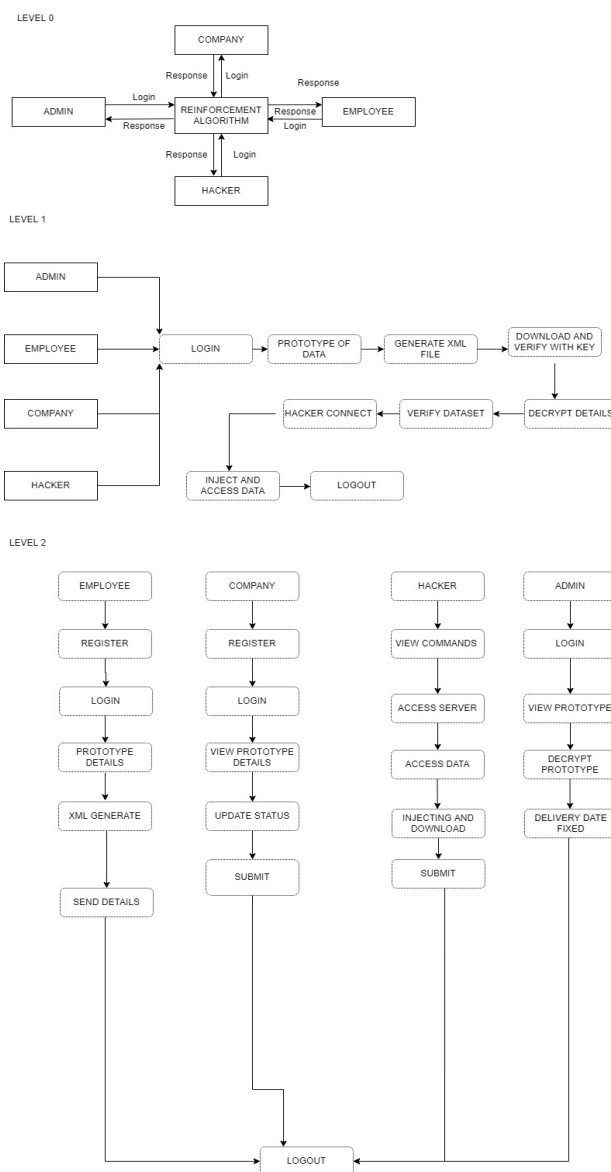 LEVEL 0
COMPANY
Response
Login
Response
Login
ADMIN
REINFORCEMENT
ALGORITHM
Response
EMPLOYEE
Response
Login
Response
Login
HACKER
LEVEL 1
ADMIN
EMPLOYEE
LOGIN
PROTOTYPE OF
DATA
GENERATE XML
FILE
DOWNLOAD AND
VERIFY WITH KEY
COMPANY
HACKER CONNECT
VERIFY DATASET
DECRYPT DETAILS
HACKER
INJECT AND
ACCESS DATA
LOGOUT
LEVEL 2
EMPLOYEE
COMPANY
HACKER
ADMIN
REGISTER
REGISTER
VIEW COMMANDS
LOGIN
LOGIN
LOGIN
ACCESS SERVER
VIEW PROTOTYPE
PROTOTYPE
DETAILS
VIEW PROTOTYPE
DETAILS
ACCESS DATA
DECRYPT
PROTOTYPE
XML GENERATE
UPDATE STATUS
INJECTING AND
DOWNLOAD
DELIVERY DATE
FIXED
SEND DETAILS
SUBMIT
SUBMIT
LOGOUT